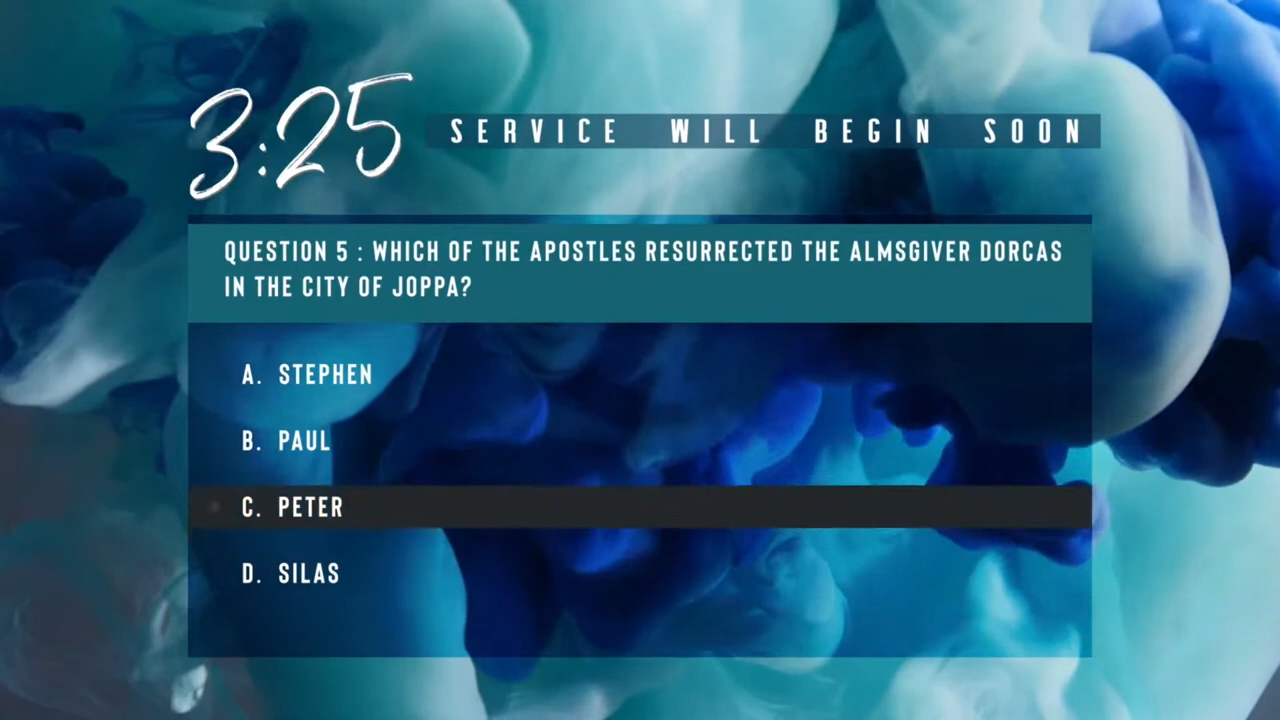 3:25
SERVICE WILL BEGIN SOON
QUESTION 5 : WHICH OF THE APOSTLES RESURRECTED THE ALMSGIVER DORCAS
IN THE CITY OF JOPPA?
A. STEPHEN
B. PAUL
C. PETER
D. SILAS